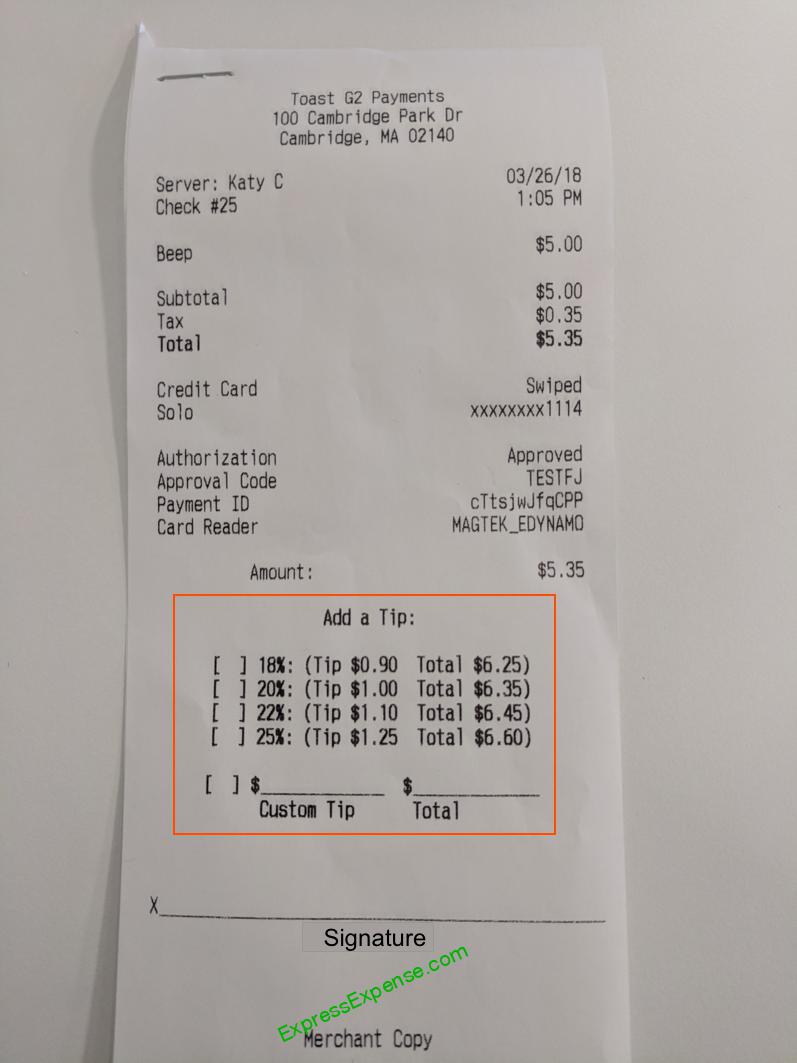 Toast G2 Payments
100 Cambridge Park Dr
Cambridge, MA 02140
Server: Katy C 03/26/18
Check #25 1:05 PM
Beep $5.00
Subtotal $5.00
Tax $0.35
Total $5.35
Credit Card Swiped
Solo xxxxxxxx1114
Authorization Approved
Approval Code TESTFJ
Payment ID cTtsjwJfqCPP
Card Reader MAGTEK_EDYNAMO
Amount: $5.35
Add a Tip:
[ ] 18%: (Tip $0.90 Total $6.25)
[ ] 20%: (Tip $1.00 Total $6.35)
[ ] 22%: (Tip $1.10 Total $6.45)
[ ] 25%: (Tip $1.25 Total $6.60)
[ ] $__________ $__________
Custom Tip Total
X______________________________
Signature
ExpressExpense.com
Merchant Copy